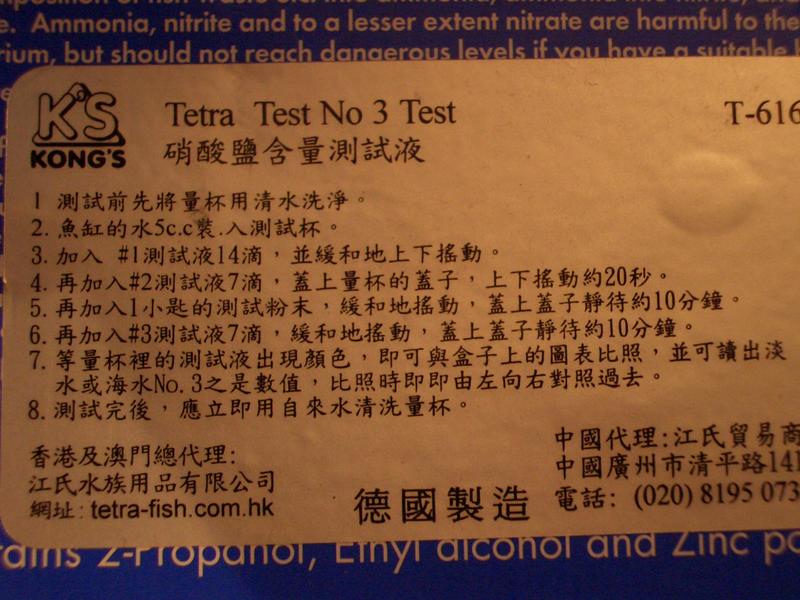 Ammonia, nitrite and to a lesser extent nitrate are harmful to the
rium, but should not reach dangerous levels if you have a suitable
K'S
KONG'S
Tetra Test No 3 Test
T-616
硝酸鹽含量測試液
1 測試前先將量杯用清水洗淨。
2. 魚缸的水5c.c裝.入測試杯。
3. 加入 #1測試液14滴，並緩和地上下搖動。
4. 再加入#2測試液7滴，蓋上量杯的蓋子，上下搖動約20秒。
5. 再加入1小匙的測試粉末，緩和地搖動，蓋上蓋子靜待約10分鐘。
6. 再加入#3測試液7滴，緩和地搖動，蓋上蓋子靜待約10分鐘。
7. 等量杯裡的測試液出現顏色，即可與盒子上的圖表比照，並可讀出淡
水或海水No. 3之是數值，比照時即即由左向右對照過去。
8. 測試完後，應立即用自來水清洗量杯。
香港及澳門總代理:
江氏水族用品有限公司
網址: tetra-fish.com.hk
德國製造
中國代理:江氏貿易商
中國廣州市清平路141
電話: (020) 8195 073
2-Propanol, Ethyl alcohol and Zinc